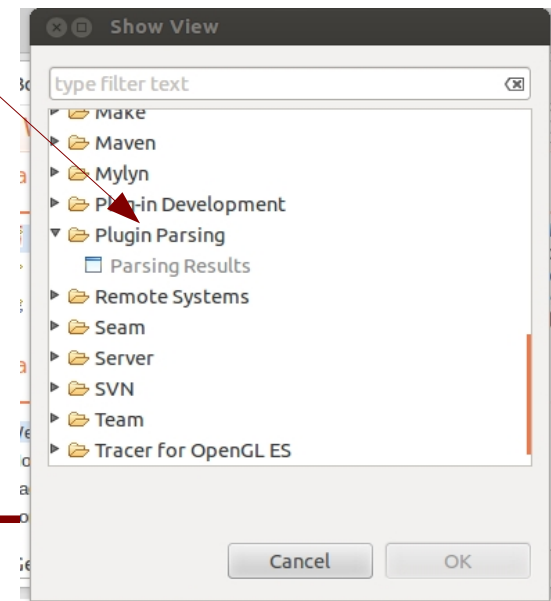 Show View
type filter text
Make
Maven
Mylyn
Plug-in Development
Plugin Parsing
Parsing Results
Remote Systems
Seam
Server
SVN
Team
Tracer for OpenGL ES
Cancel
OK